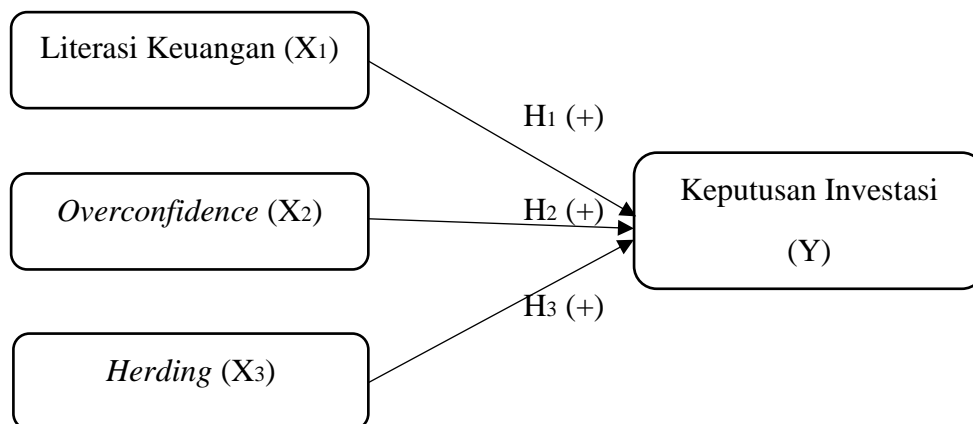 Literasi Keuangan (X1)
H1 (+)
Overconfidence (X2)
H2 (+)
Keputusan Investasi
(Y)
H3 (+)
Herding (X3)